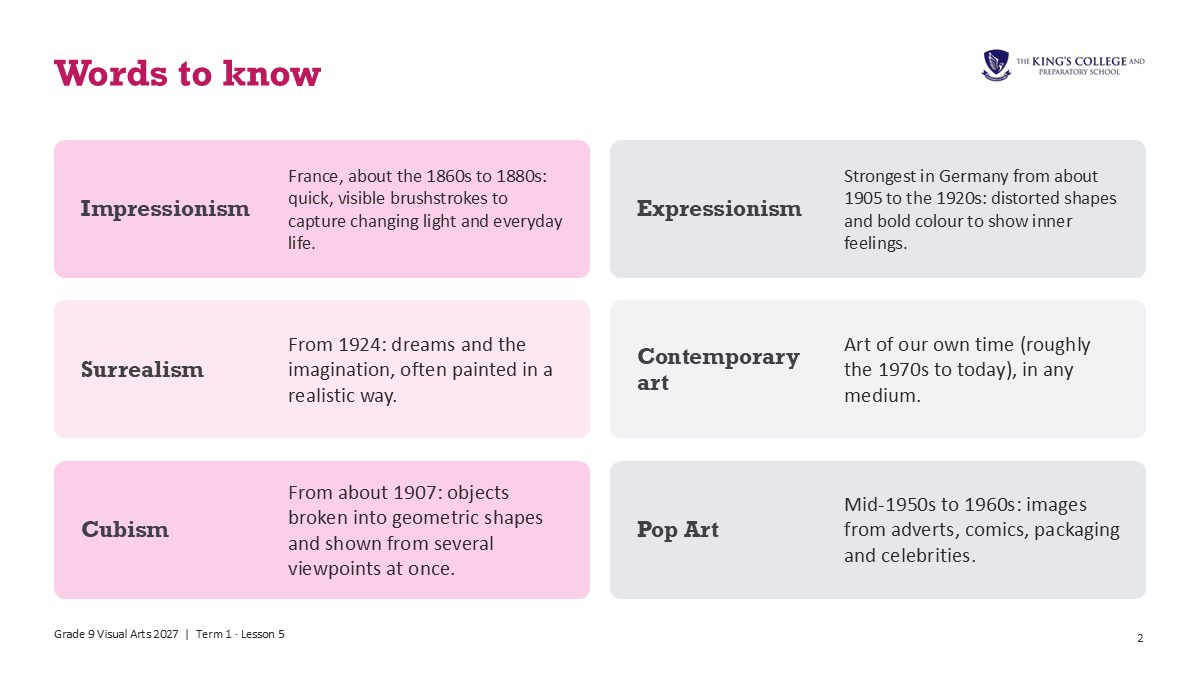 Words to know
THE KING'S COLLEGE AND
PREPARATORY SCHOOL
Impressionism
France, about the 1860s to 1880s:
quick, visible brushstrokes to
capture changing light and everyday
life.
Expressionism
Strongest in Germany from about
1905 to the 1920s: distorted shapes
and bold colour to show inner
feelings.
Surrealism
From 1924: dreams and the
imagination, often painted in a
realistic way.
Contemporary
art
Art of our own time (roughly
the 1970s to today), in any
medium.
Cubism
From about 1907: objects
broken into geometric shapes
and shown from several
viewpoints at once.
Pop Art
Mid-1950s to 1960s: images
from adverts, comics, packaging
and celebrities.
Grade 9 Visual Arts 2027 | Term 1 · Lesson 5
2